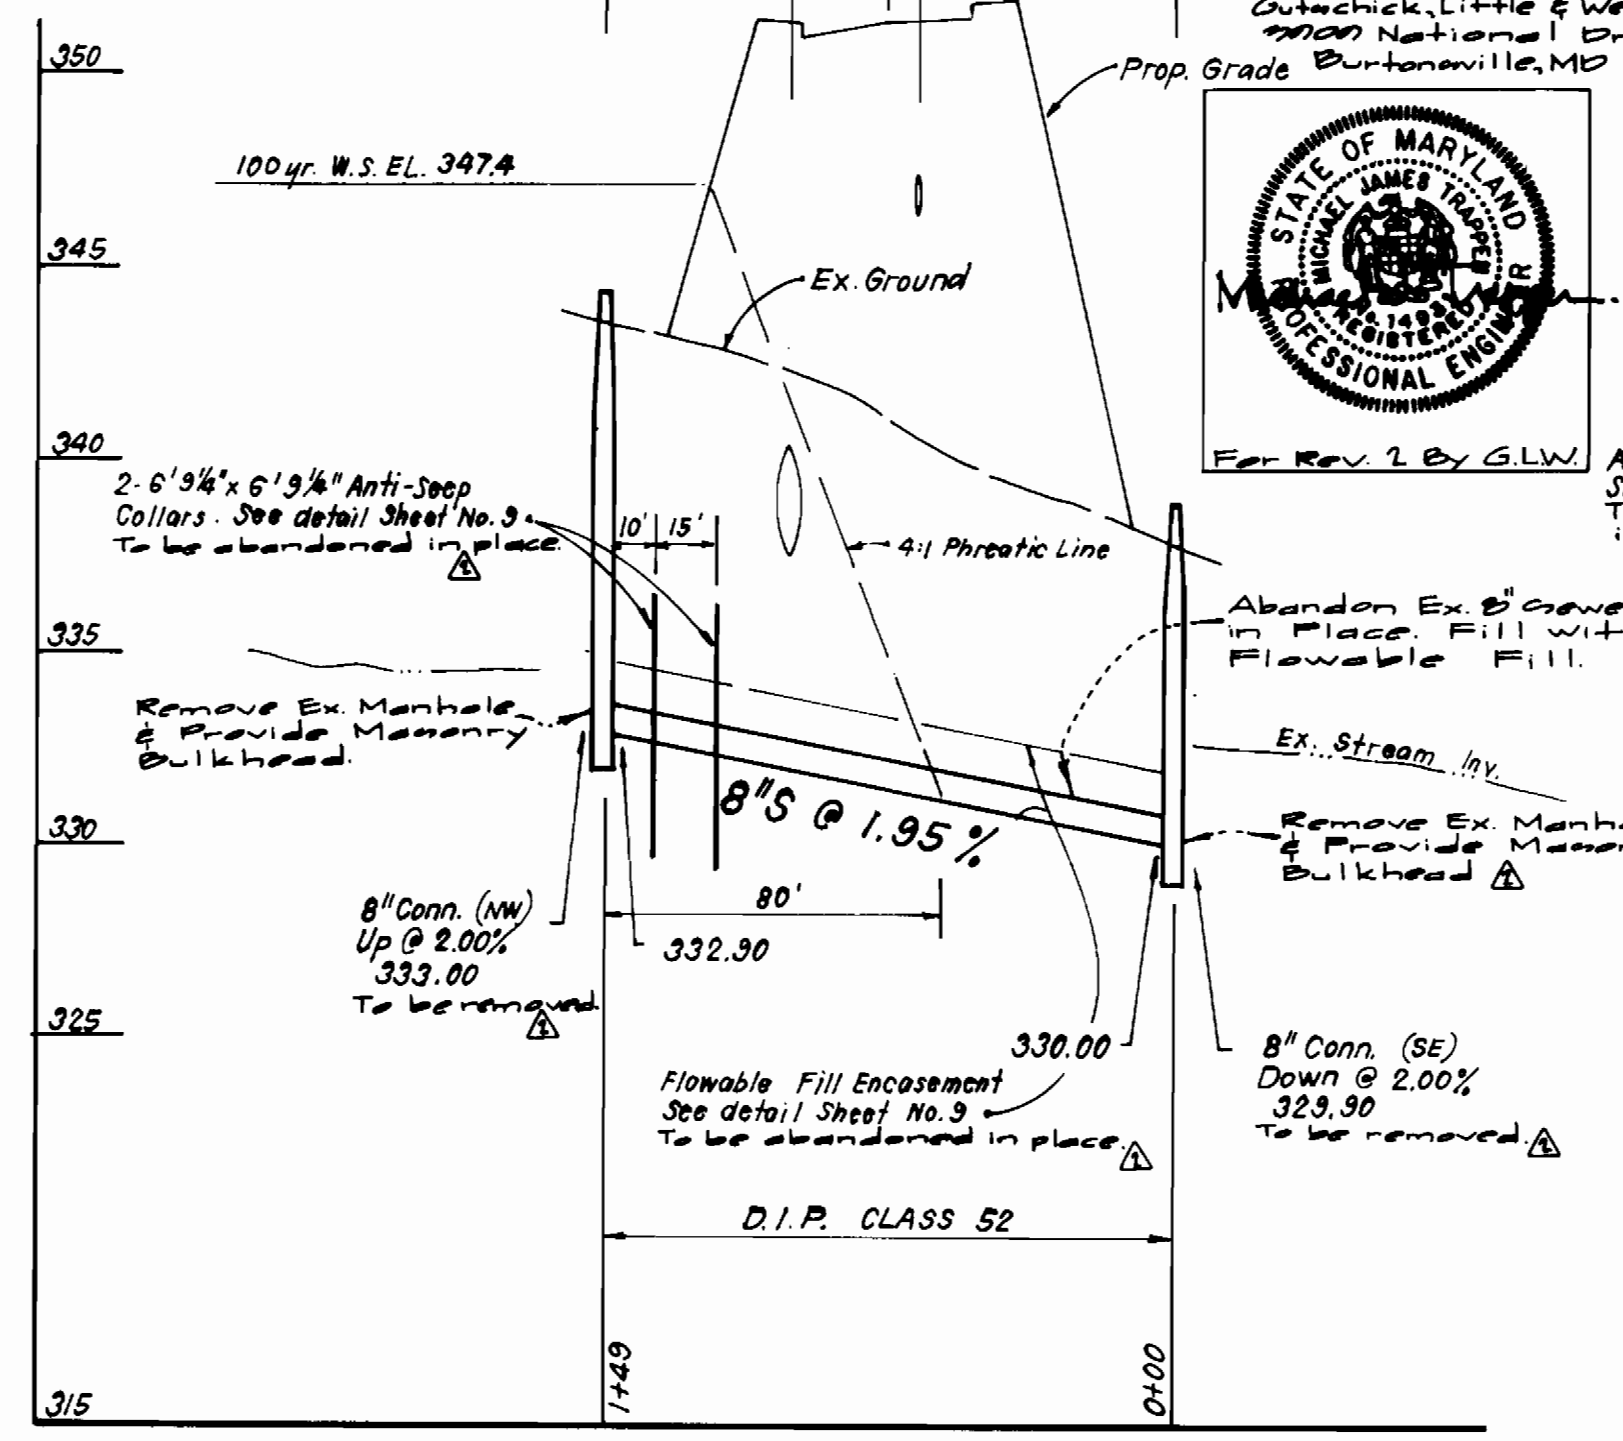 Gutschick, Little & We
National Dr
Burtonsville, MD
350
Prop. Grade
100 yr. W.S. EL. 347.4
STATE OF MARYLAND
MICHAEL JAMES TRAPPEN
REGISTERED
PROFESSIONAL ENGINEER
345
Ex. Ground
340
For Rev. 2 By G.L.W.
2-6'9¼"x 6'9¼" Anti-Seep
Collars. See detail Sheet No. 9
To be abandoned in place.
10' 15'
4:1 Phreatic Line
335
Abandon Ex. 8" Sewe
in Place. Fill wit
Flowable Fill.
Remove Ex. Manhole
& Provide Masonry
Bulkhead.
Ex. Stream Inv.
8"S @ 1.95 %
330
Remove Ex. Manh
& Provide Mason
Bulkhead
80'
8" Conn. (NW)
Up @ 2.00%
333.00
To be removed.
332.90
325
330.00
8" Conn. (SE)
Down @ 2.00%
329.90
To be removed.
Flowable Fill Encasement
See detail Sheet No. 9
To be abandoned in place.
D.I.P. CLASS 52
1+49
0+00
315